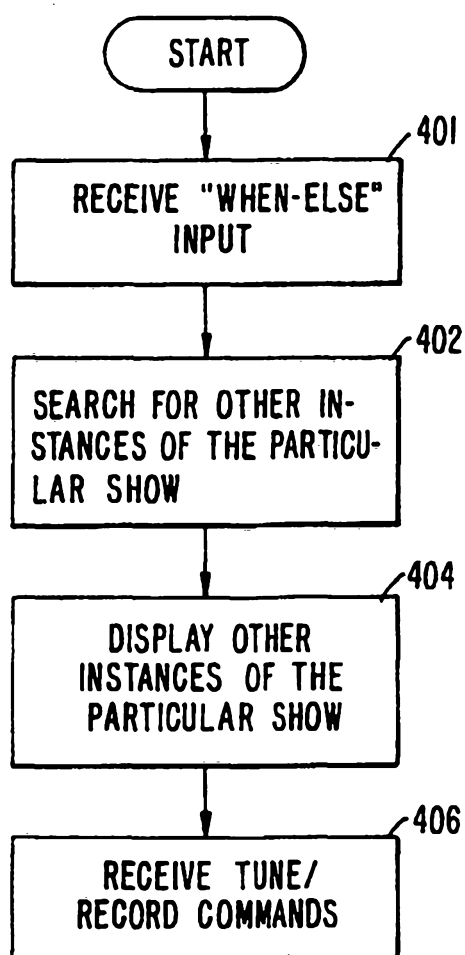 START
401
RECEIVE "WHEN-ELSE"
INPUT
402
SEARCH FOR OTHER IN-
STANCES OF THE PARTICU-
LAR SHOW
404
DISPLAY OTHER
INSTANCES OF THE
PARTICULAR SHOW
406
RECEIVE TUNE/
RECORD COMMANDS